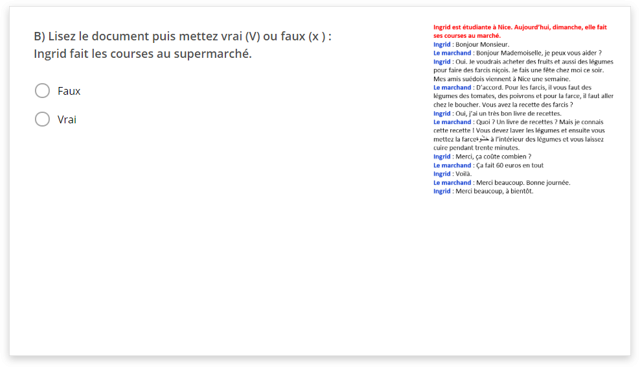 B) Lisez le document puis mettez vrai (V) ou faux (x ) :
Ingrid fait les courses au supermarché.
Faux
Vrai
Ingrid est étudiante à Nice. Aujourd'hui, dimanche, elle fait
ses courses au marché.
Ingrid : Bonjour Monsieur.
Le marchand : Bonjour Mademoiselle, je peux vous aider ?
Ingrid : Oui. Je voudrais acheter des fruits et aussi des légumes
pour faire des farcis niçois. Je fais une fête chez moi ce soir.
Mes amis suédois viennent à Nice une semaine.
Le marchand : D'accord. Pour les farcis, il vous faut des
légumes des tomates, des poivrons et pour la farce, il faut aller
chez le boucher. Vous avez la recette des farcis ?
Ingrid : Oui, j'ai un très bon livre de recettes.
Le marchand : Quoi ? Un livre de recettes ? Mais je connais
cette recette ! Vous devez laver les légumes et ensuite vous
mettez la farce à l'intérieur des légumes et vous laissez
cuire pendant trente minutes.
Ingrid : Merci, ça coûte combien ?
Le marchand : Ça fait 60 euros en tout
Ingrid : Voilà.
Le marchand : Merci beaucoup. Bonne journée.
Ingrid : Merci beaucoup, à bientôt.